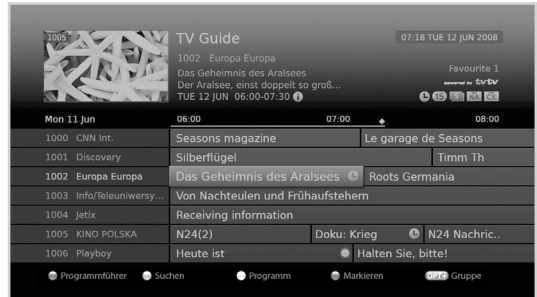 1005
TV Guide
07:18 TUE 12 JUN 2008
1002 Europa Europa
Das Geheimnis des Aralsees
Favourite 1
Der Aralsee, einst doppelt so groß...
powered by tvtv
TUE 12 JUN 06:00-07:30
15
Mon 11 Jun 06:00 07:00 08:00
1000 CNN Int. Seasons magazine Le garage de Seasons
1001 Discovery Silberflügel Timm Th
1002 Europa Europa Das Geheimnis des Aralsees Roots Germania
1003 Info/Teleuniwersy... Von Nachteulen und Frühaufstehern
1004 Jetix Receiving information
1005 KINO POLSKA N24(2) Doku: Krieg N24 Nachric..
1006 Playboy Heute ist Halten Sie, bitte!
Programmführer Suchen Programm Markieren Gruppe